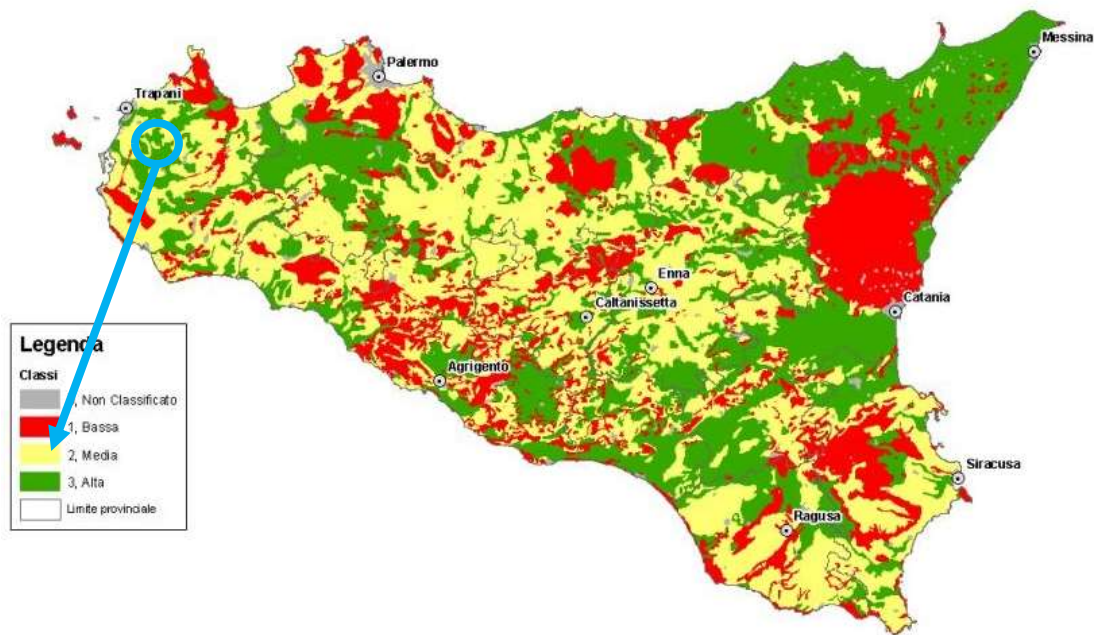 Messina
Palermo
Trapani
Enna
Catania
Caltanissetta
Agrigento
Siracusa
Ragusa
Legenda
Classi
, Non Classificato
1, Bassa
2, Media
3, Alta
Limite provinciale